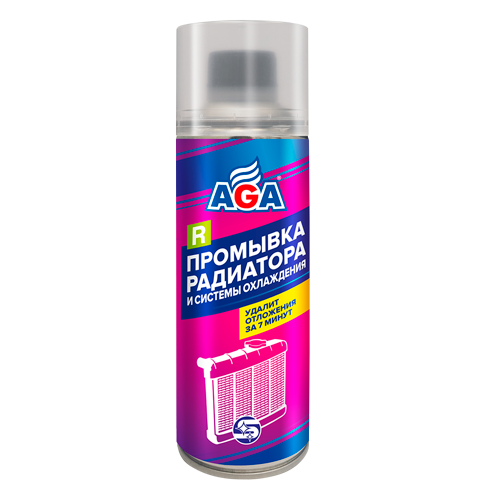 AGA®
R
ПРОМЫВКА
РАДИАТОРА
И СИСТЕМЫ ОХЛАЖДЕНИЯ
УДАЛИТ
ОТЛОЖЕНИЯ
ЗА 7 МИНУТ